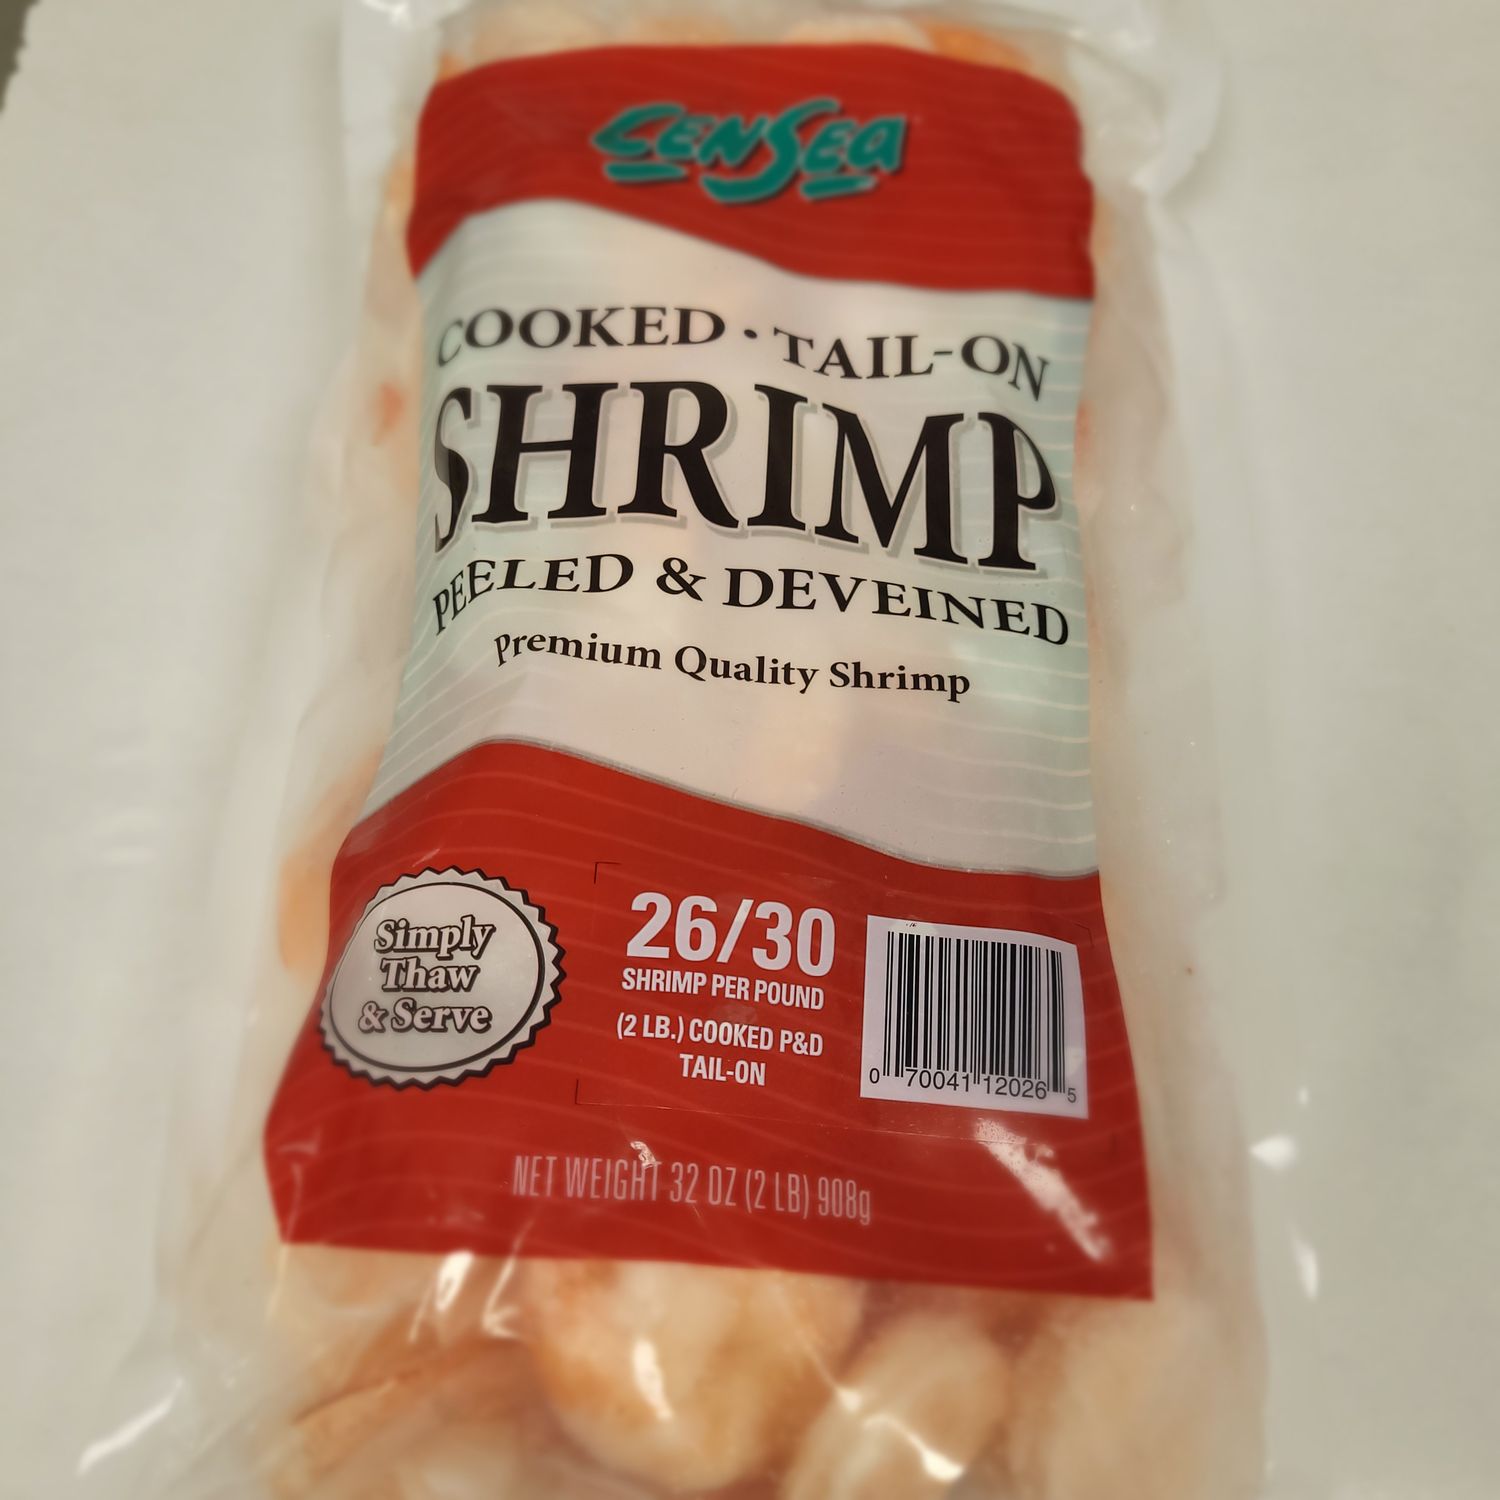 CenSea
COOKED · TAIL-ON
SHRIMP
PEELED & DEVEINED
Premium Quality Shrimp
Simply
Thaw
& Serve
26/30
SHRIMP PER POUND
(2 LB.) COOKED P&D
TAIL-ON
0 70041 12026 5
NET WEIGHT 32 OZ (2 LB) 908g